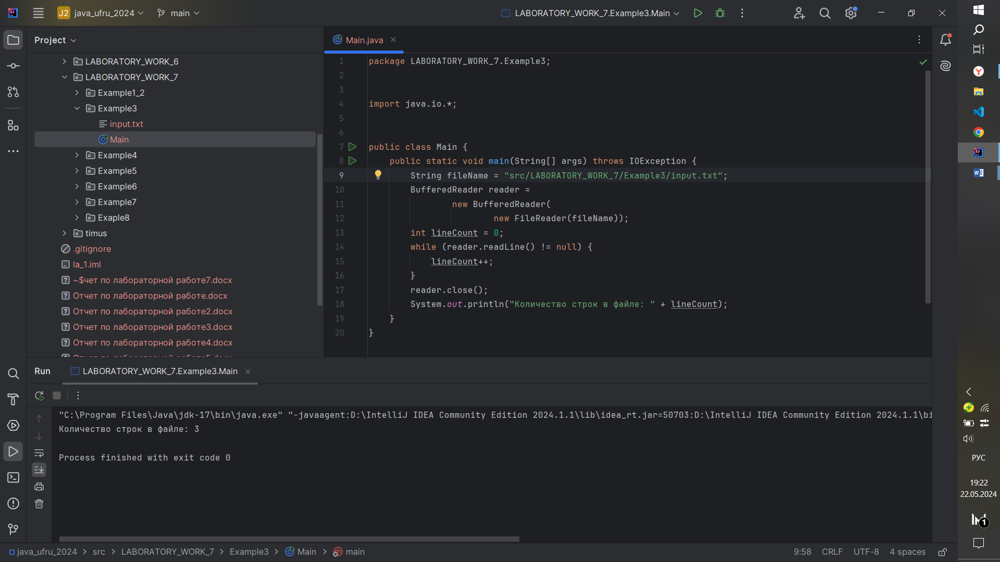 J2 java_ufru_2024 main LABORATORY_WORK_7.Example3.Main
Project
LABORATORY_WORK_6
LABORATORY_WORK_7
Example1_2
Example3
input.txt
Main
Example4
Example5
Example6
Example7
Exaple8
timus
.gitignore
la_1.iml
~$чет по лабораторной работе7.docx
Отчет по лабораторной работе.docx
Отчет по лабораторной работе2.docx
Отчет по лабораторной работе3.docx
Отчет по лабораторной работе4.docx
Main.java
1 package LABORATORY_WORK_7.Example3;
2
3
4 import java.io.*;
5
6
7 public class Main {
8 public static void main(String[] args) throws IOException {
9 String fileName = "src/LABORATORY_WORK_7/Example3/input.txt";
10 BufferedReader reader =
11 new BufferedReader(
12 new FileReader(fileName));
13 int lineCount = 0;
14 while (reader.readLine() != null) {
15 lineCount++;
16 }
17 reader.close();
18 System.out.println("Количество строк в файле: " + lineCount);
19 }
20 }
Run LABORATORY_WORK_7.Example3.Main
"C:\Program Files\Java\jdk-17\bin\java.exe" "-javaagent:D:\IntelliJ IDEA Community Edition 2024.1.1\lib\idea_rt.jar=50703:D:\IntelliJ IDEA Community Edition 2024.1.1\bi
Количество строк в файле: 3
Process finished with exit code 0
java_ufru_2024 > src > LABORATORY_WORK_7 > Example3 > Main > main
9:58 CRLF UTF-8 4 spaces
РУС
19:22
22.05.2024
1